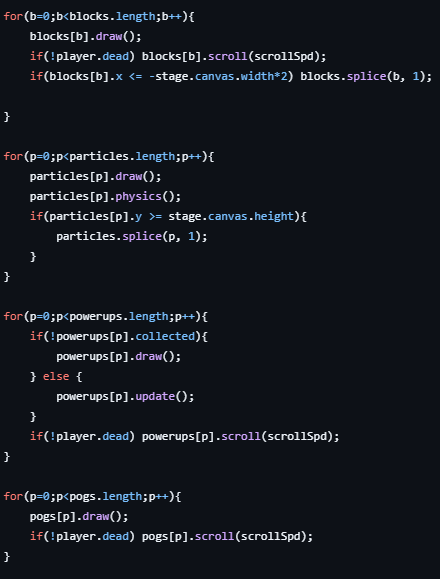 for(b=0;b<blocks.length;b++){
    blocks[b].draw();
    if(!player.dead) blocks[b].scroll(scrollSpd);
    if(blocks[b].x <= -stage.canvas.width*2) blocks.splice(b, 1);
}
for(p=0;p<particles.length;p++){
    particles[p].draw();
    particles[p].physics();
    if(particles[p].y >= stage.canvas.height){
        particles.splice(p, 1);
    }
}
for(p=0;p<powerups.length;p++){
    if(!powerups[p].collected){
        powerups[p].draw();
    } else {
        powerups[p].update();
    }
    if(!player.dead) powerups[p].scroll(scrollSpd);
}
for(p=0;p<pogs.length;p++){
    pogs[p].draw();
    if(!player.dead) pogs[p].scroll(scrollSpd);
}